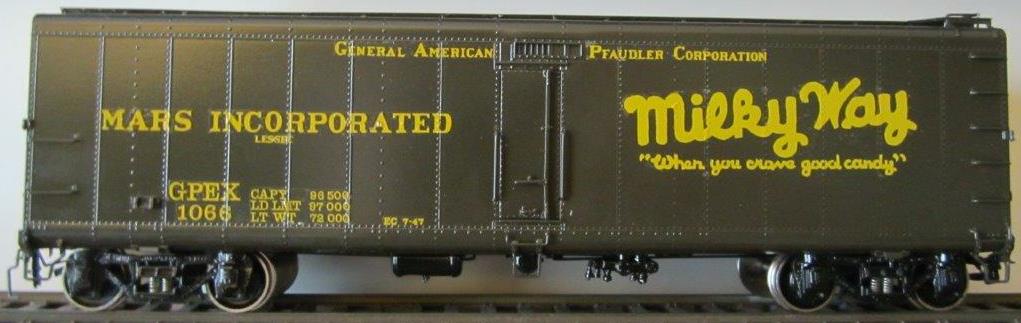 GENERAL AMERICAN PFAUDLER CORPORATION
MARS INCORPORATED
LESSEE
Milky Way
"When you crave good candy"
GPEX
1066
CAPY 96500
LD LMT 97000
LT WT 72000
EC 7-47